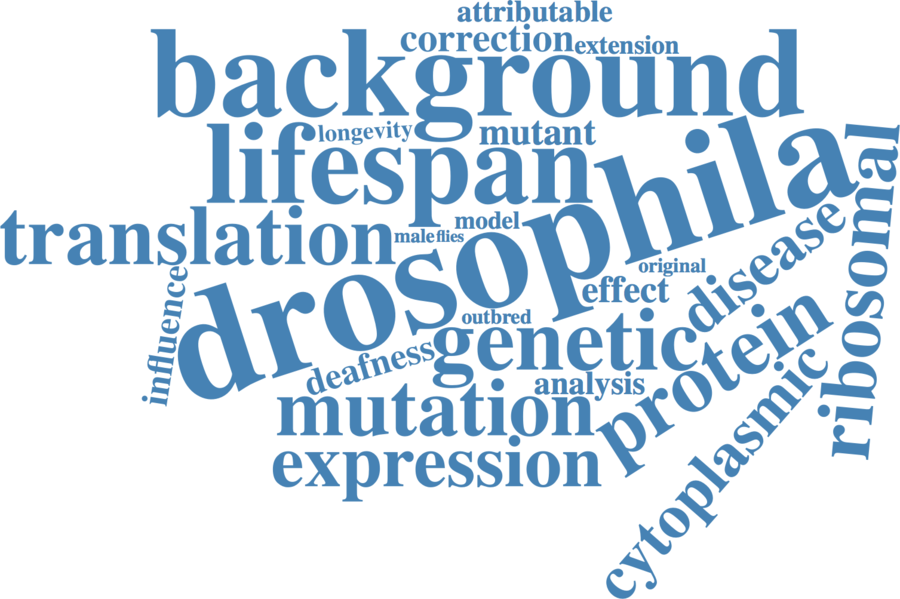 attributable
correction
extension
background
longevity
mutant
lifespan
translation
male
flies
model
drosophila
ribosomal
original
effect
disease
influence
outbred
genetic
deafness
analysis
protein
mutation
expression
cytoplasmic